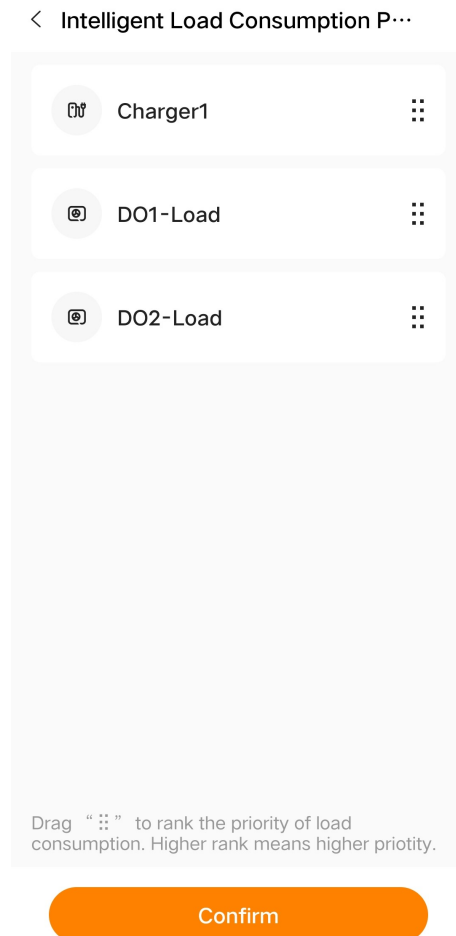 Intelligent Load Consumption P···
Charger1
DO1-Load
DO2-Load
Drag “⠿” to rank the priority of load
consumption. Higher rank means higher priotity.
Confirm